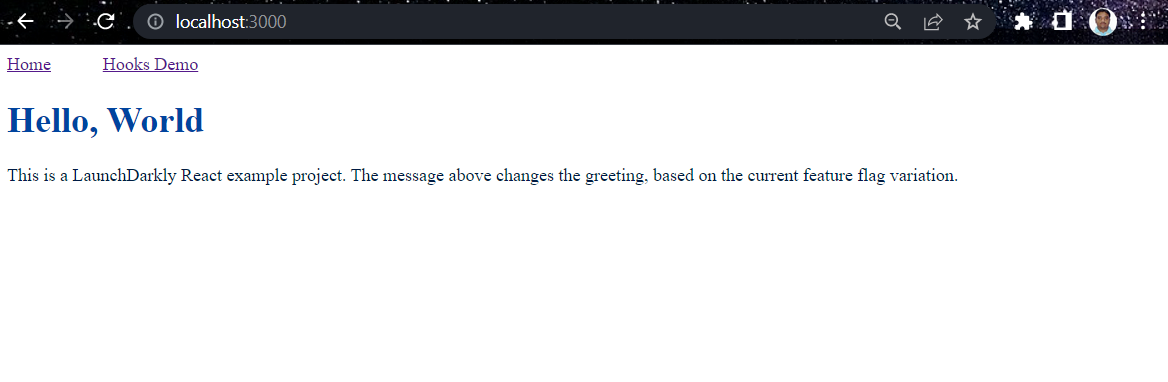 localhost:3000
Home Hooks Demo
Hello, World
This is a LaunchDarkly React example project. The message above changes the greeting, based on the current feature flag variation.